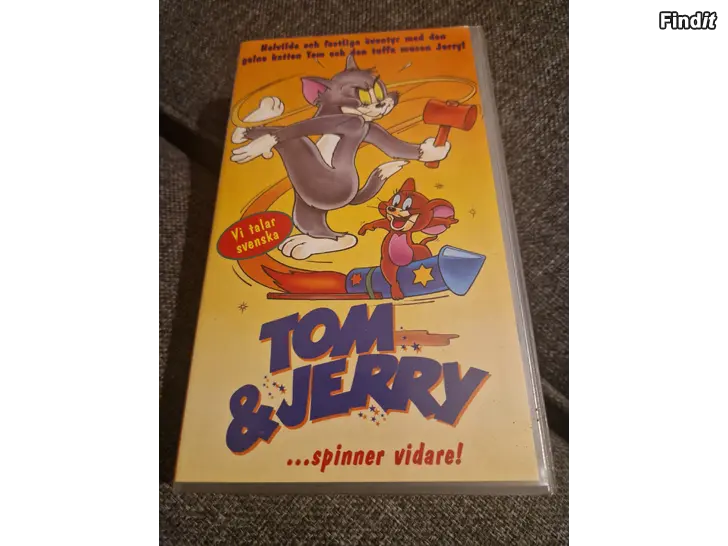 Findit
Helvilda och festliga äventyr med den
galna katten Tom och den tuffa musen Jerry!
Vi talar
svenska
TOM
& JERRY
...spinner vidare!